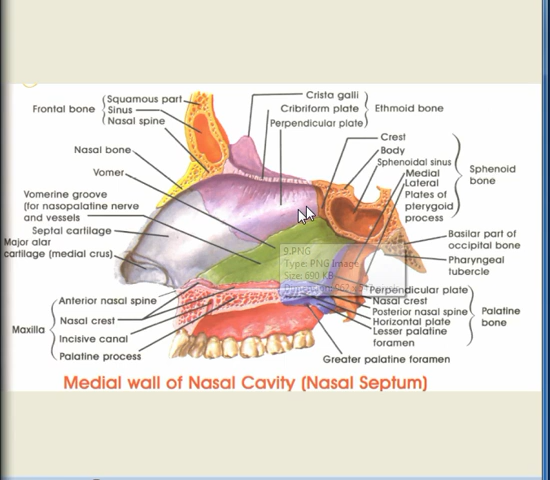 Frontal bone
Squamous part
Sinus
Nasal spine
Nasal bone
Vomer
Vomerine groove
(for nasopalatine nerve
and vessels
Septal cartilage
Major alar
cartilage (medial crus)
Anterior nasal spine
Maxilla
Nasal crest
Incisive canal
Palatine process
Crista galli
Cribriform plate
Perpendicular plate
Ethmoid bone
Crest
Body
Sphenoidal sinus
Medial
Lateral
Plates of
pterygoid
process
Sphenoid
bone
Basilar part of
occipital bone
Pharyngeal
tubercle
9.PNG
Type: PNG Image
Size: 690 KB
Perpendicular plate
Nasal crest
Posterior nasal spine
Horizontal plate
Lesser palatine
foramen
Palatine
bone
Greater palatine foramen
Medial wall of Nasal Cavity (Nasal Septum)